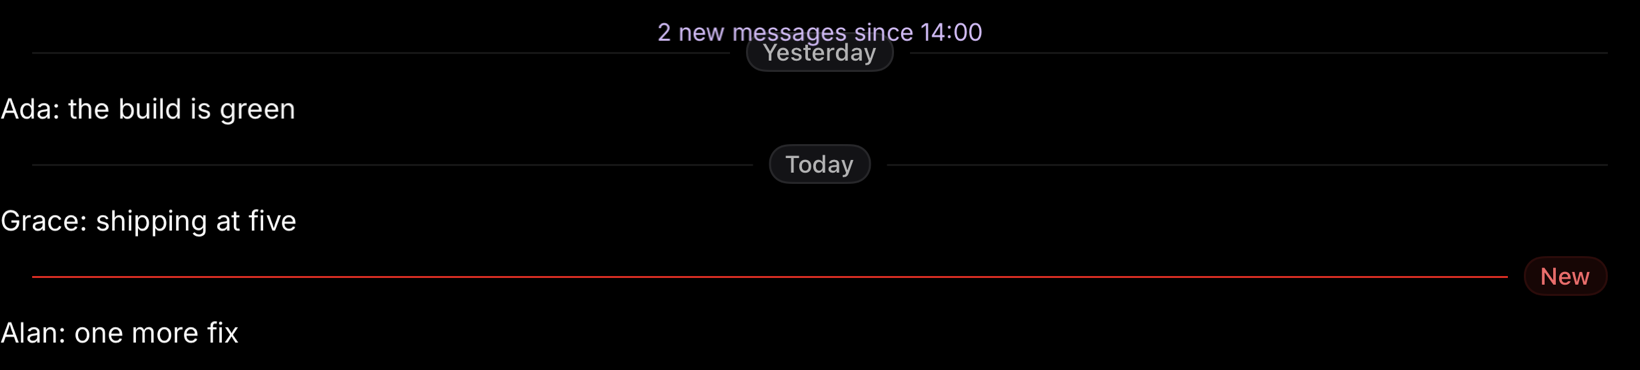 2 new messages since 14:00
Yesterday
Ada: the build is green
Today
Grace: shipping at five
New
Alan: one more fix